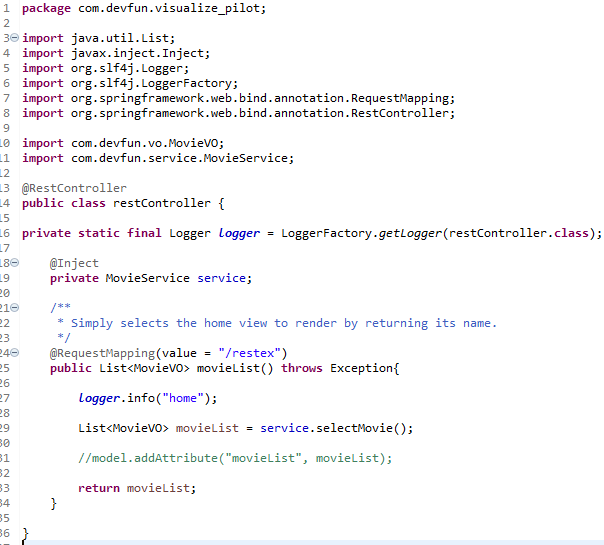 1 package com.devfun.visualize_pilot;
2
3 import java.util.List;
4 import javax.inject.Inject;
5 import org.slf4j.Logger;
6 import org.slf4j.LoggerFactory;
7 import org.springframework.web.bind.annotation.RequestMapping;
8 import org.springframework.web.bind.annotation.RestController;
9
10 import com.devfun.vo.MovieVO;
11 import com.devfun.service.MovieService;
12
13 @RestController
14 public class restController {
15
16 private static final Logger logger = LoggerFactory.getLogger(restController.class);
17
18     @Inject
19     private MovieService service;
20
21     /**
22      * Simply selects the home view to render by returning its name.
23      */
24     @RequestMapping(value = "/restex")
25     public List<MovieVO> movieList() throws Exception{
26
27         logger.info("home");
28
29         List<MovieVO> movieList = service.selectMovie();
30
31         //model.addAttribute("movieList", movieList);
32
33         return movieList;
34     }
35
36 }